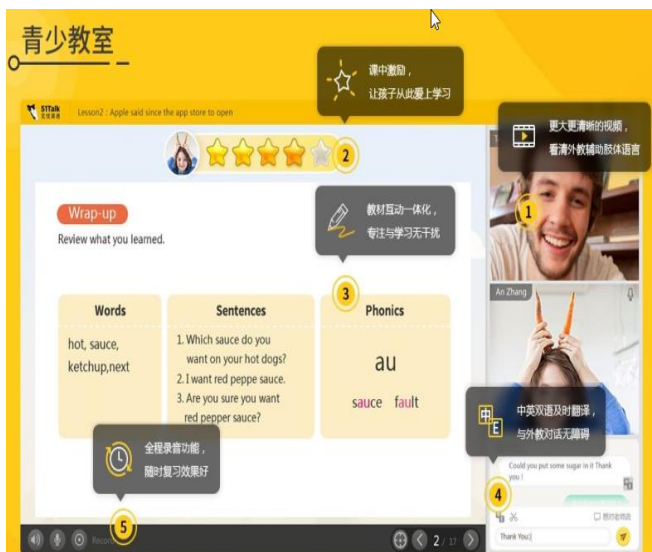 青少教室
课中激励，
让孩子从此爱上学习
51Talk
Lesson2 : Apple said since the app store to open
2
更大更清晰的视频，
看清外教辅助肢体语言
1
Wrap-up
Review what you learned.
教材互动一体化，
专注与学习无干扰
3
An Zhang
Words
hot, sauce,
ketchup,next
Sentences
1. Which sauce do you
want on your hot dogs?
2. I want red peppe sauce.
3. Are you sure you want
red pepper sauce?
Phonics
au
sauce fault
中
E
中英双语及时翻译，
与外教对话无障碍
全程录音功能，
随时复习效果好
Could you put some sugar in it Thank
you !
4
5
Record
2 / 17
Thank You: